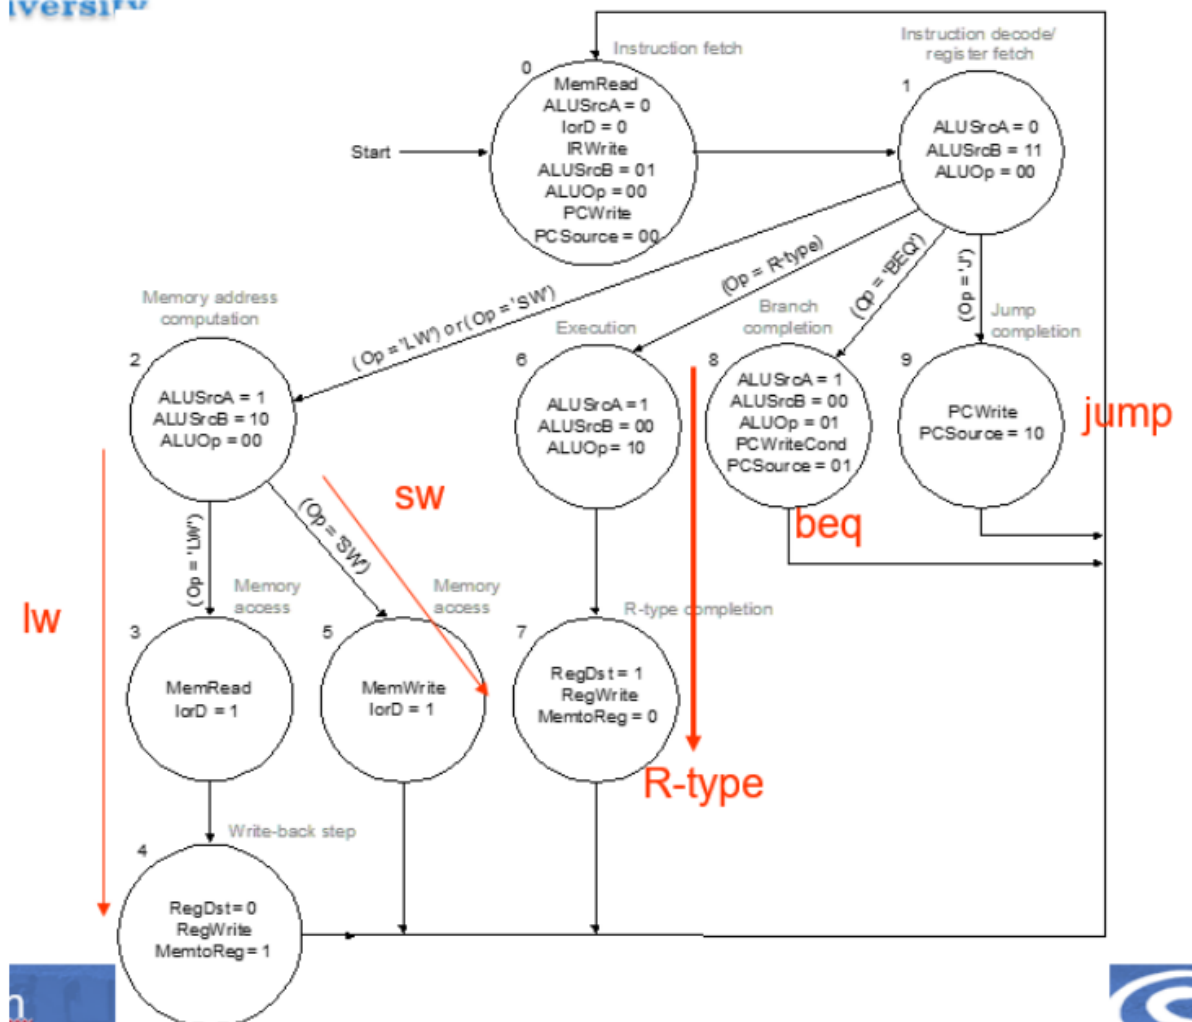 iversity
Instruction fetch
0
MemRead
ALUSrcA = 0
IorD = 0
IRWrite
ALUSrcB = 01
ALUOp = 00
PCWrite
PCSource = 00
Start
Instruction decode/
register fetch
1
ALUSrcA = 0
ALUSrcB = 11
ALUOp = 00
(Op = 'LW') or (Op = 'SW')
(Op = R-type)
(Op = 'BEQ')
(Op = 'J')
Memory address
computation
2
ALUSrcA = 1
ALUSrcB = 10
ALUOp = 00
Execution
6
ALUSrcA = 1
ALUSrcB = 00
ALUOp = 10
Branch
completion
8
ALUSrcA = 1
ALUSrcB = 00
ALUOp = 01
PCWriteCond
PCSource = 01
beq
Jump
completion
9
PCWrite
PCSource = 10
jump
(Op = 'LW')
(Op = 'SW')
sw
lw
Memory
access
3
MemRead
IorD = 1
Memory
access
5
MemWrite
IorD = 1
R-type completion
7
RegDst = 1
RegWrite
MemtoReg = 0
R-type
Write-back step
4
RegDst = 0
RegWrite
MemtoReg = 1
n